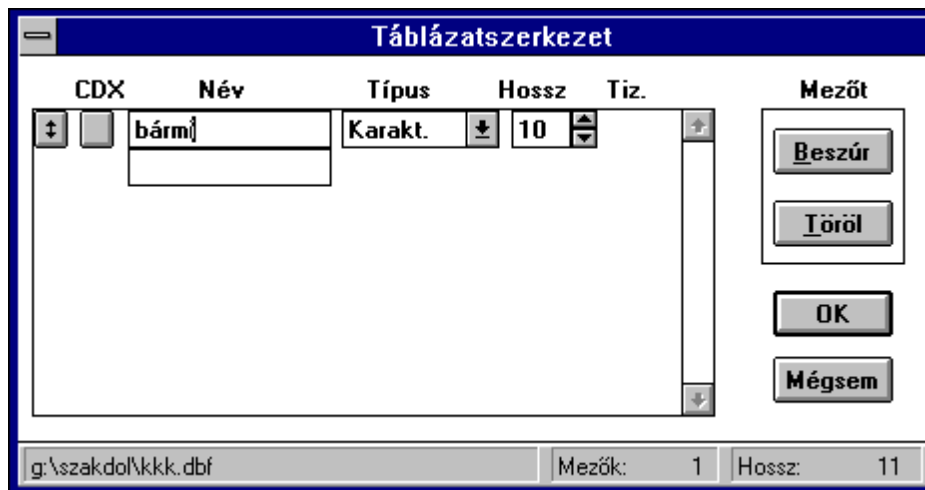 Táblázatszerkezet
CDX Név Típus Hossz Tiz. Mezőt
bármi Karakt. 10
Beszúr
Töröl
OK
Mégsem
g:\szakdol\kkk.dbf Mezők: 1 Hossz: 11